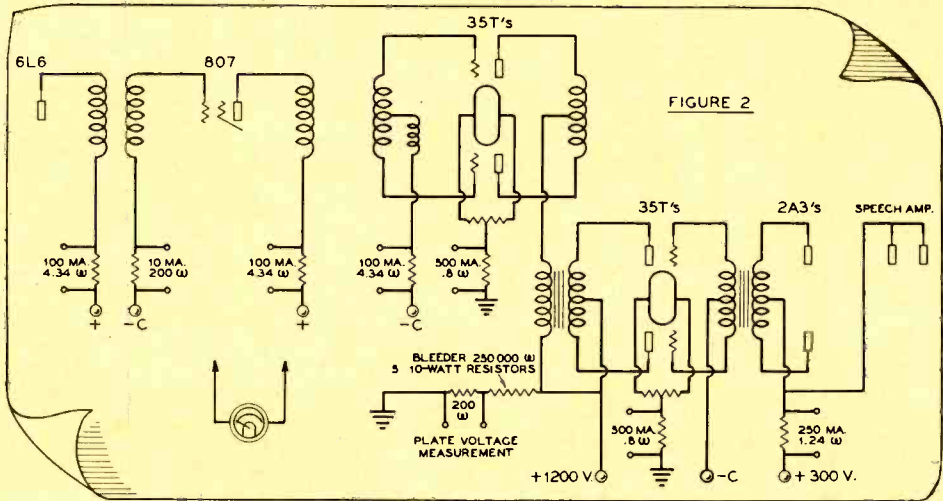 35T's
6L6
807
FIGURE 2
35T's
2A3's
SPEECH AMP.
100 MA.
4.34 ω
10 MA.
200 ω
100 MA.
4.34 ω
100 MA.
4.34 ω
500 MA.
.8 ω
+
-C
+
-C
BLEEDER 250000 ω
5 10-WATT RESISTORS
200
ω
PLATE VOLTAGE
MEASUREMENT
500 MA.
.8 ω
250 MA.
1.24 ω
+1200 V.
-C
+ 300 V.